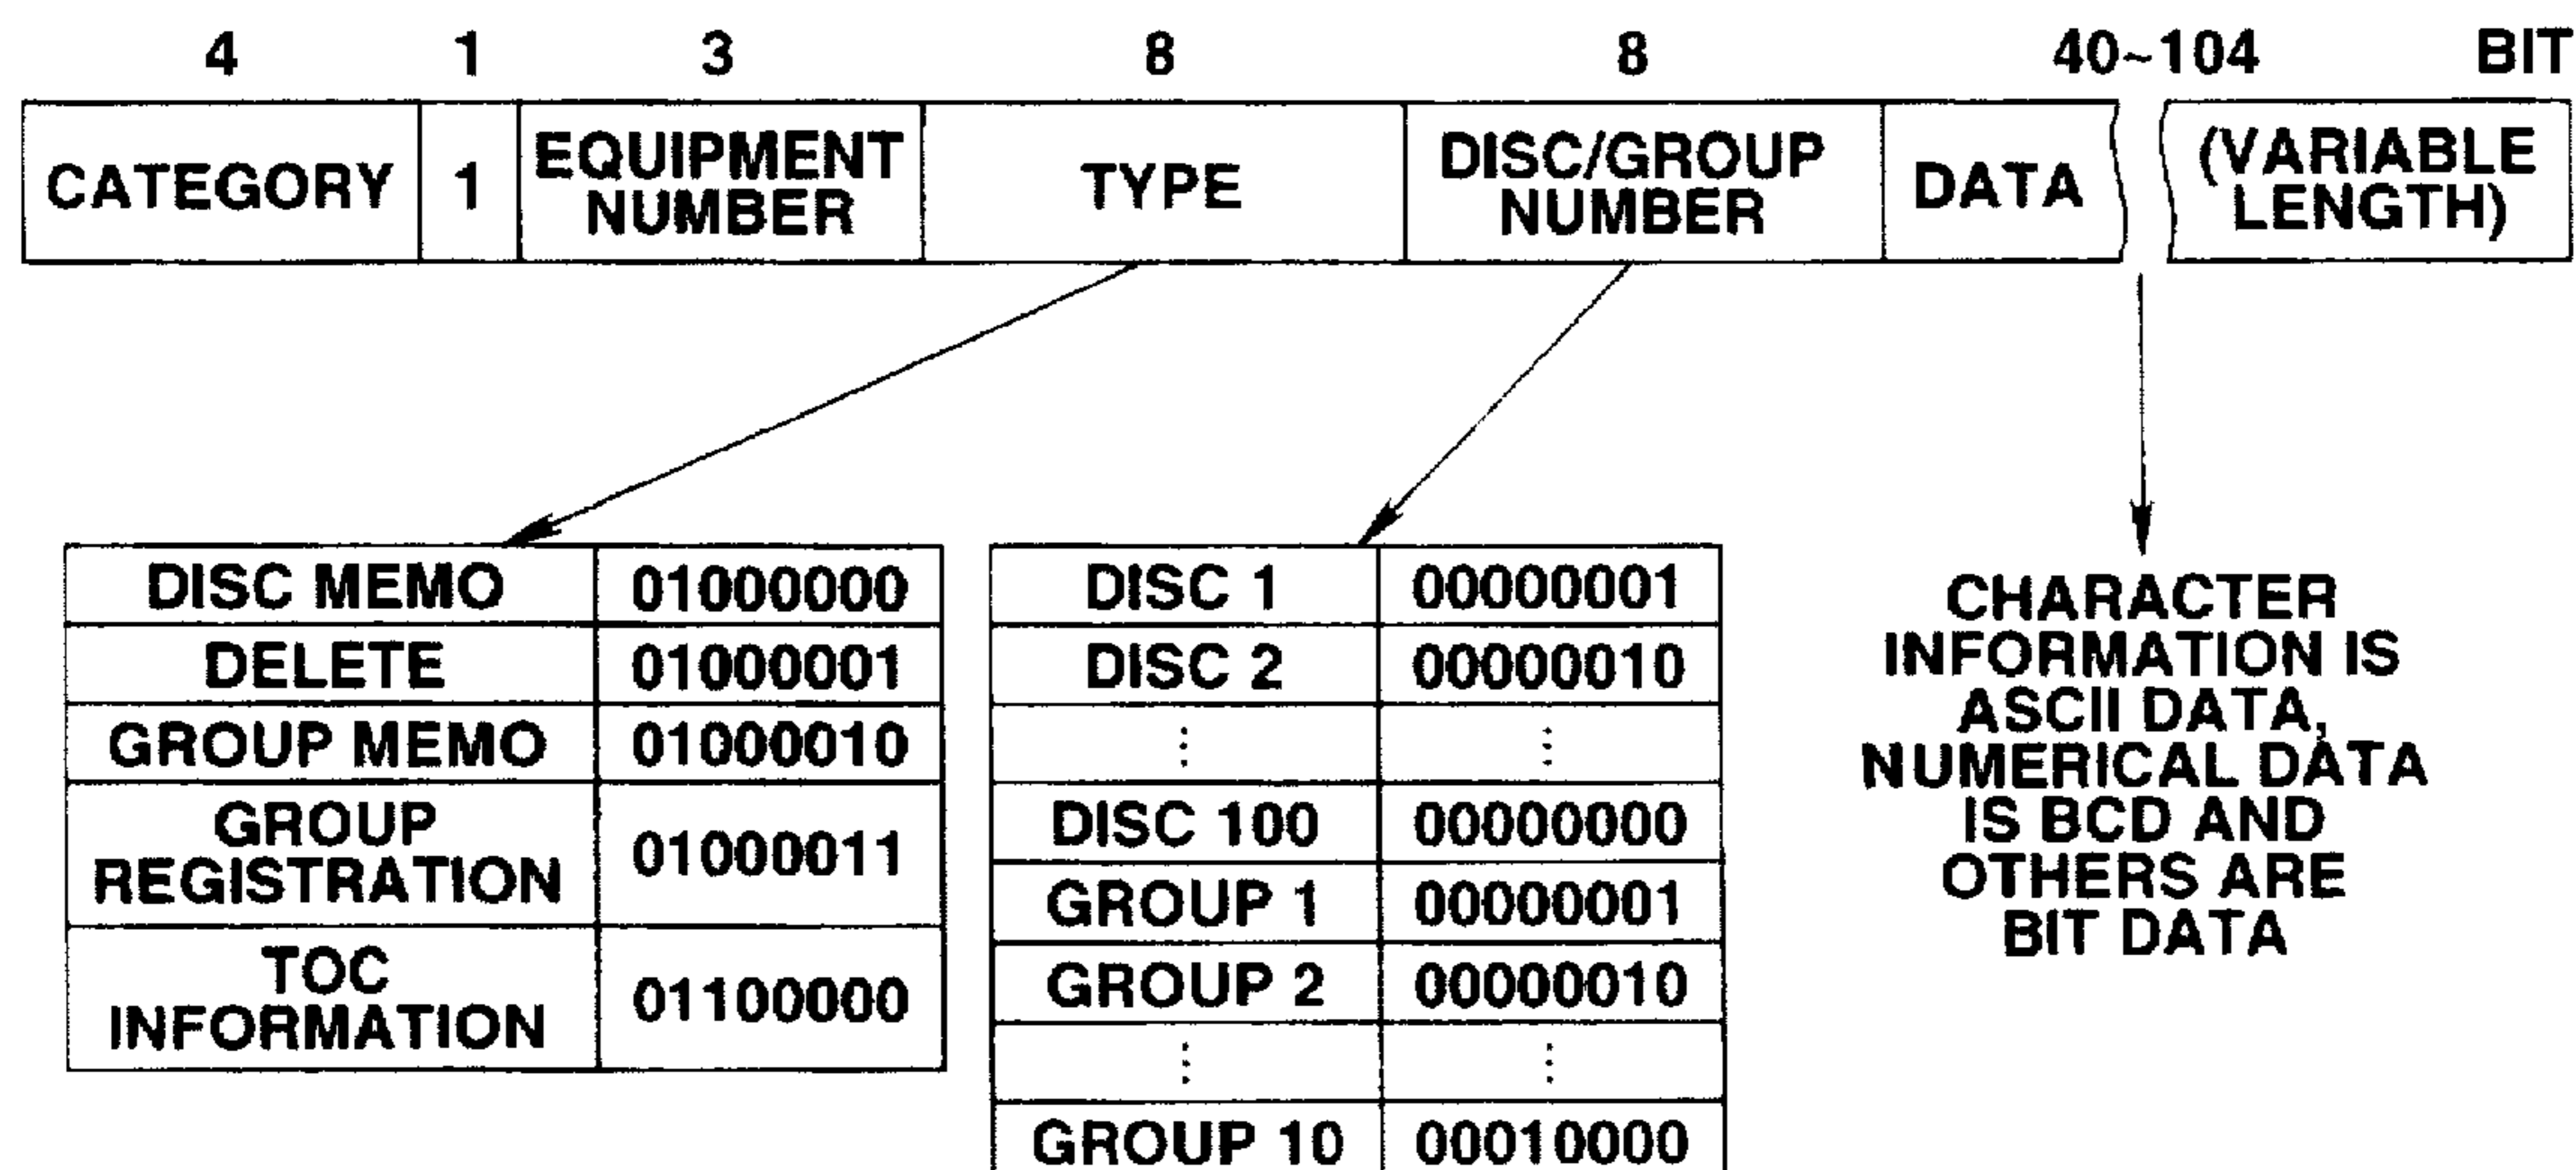 4 1 3 8 8 40~104 BIT
CATEGORY 1 EQUIPMENT NUMBER TYPE DISC/GROUP NUMBER DATA (VARIABLE LENGTH)
DISC MEMO 01000000
DELETE 01000001
GROUP MEMO 01000010
GROUP
REGISTRATION 01000011
TOC
INFORMATION 01100000
DISC 1 00000001
DISC 2 00000010
⋮ ⋮
DISC 100 00000000
GROUP 1 00000001
GROUP 2 00000010
⋮ ⋮
GROUP 10 00010000
CHARACTER
INFORMATION IS
ASCII DATA,
NUMERICAL DATA
IS BCD AND
OTHERS ARE
BIT DATA